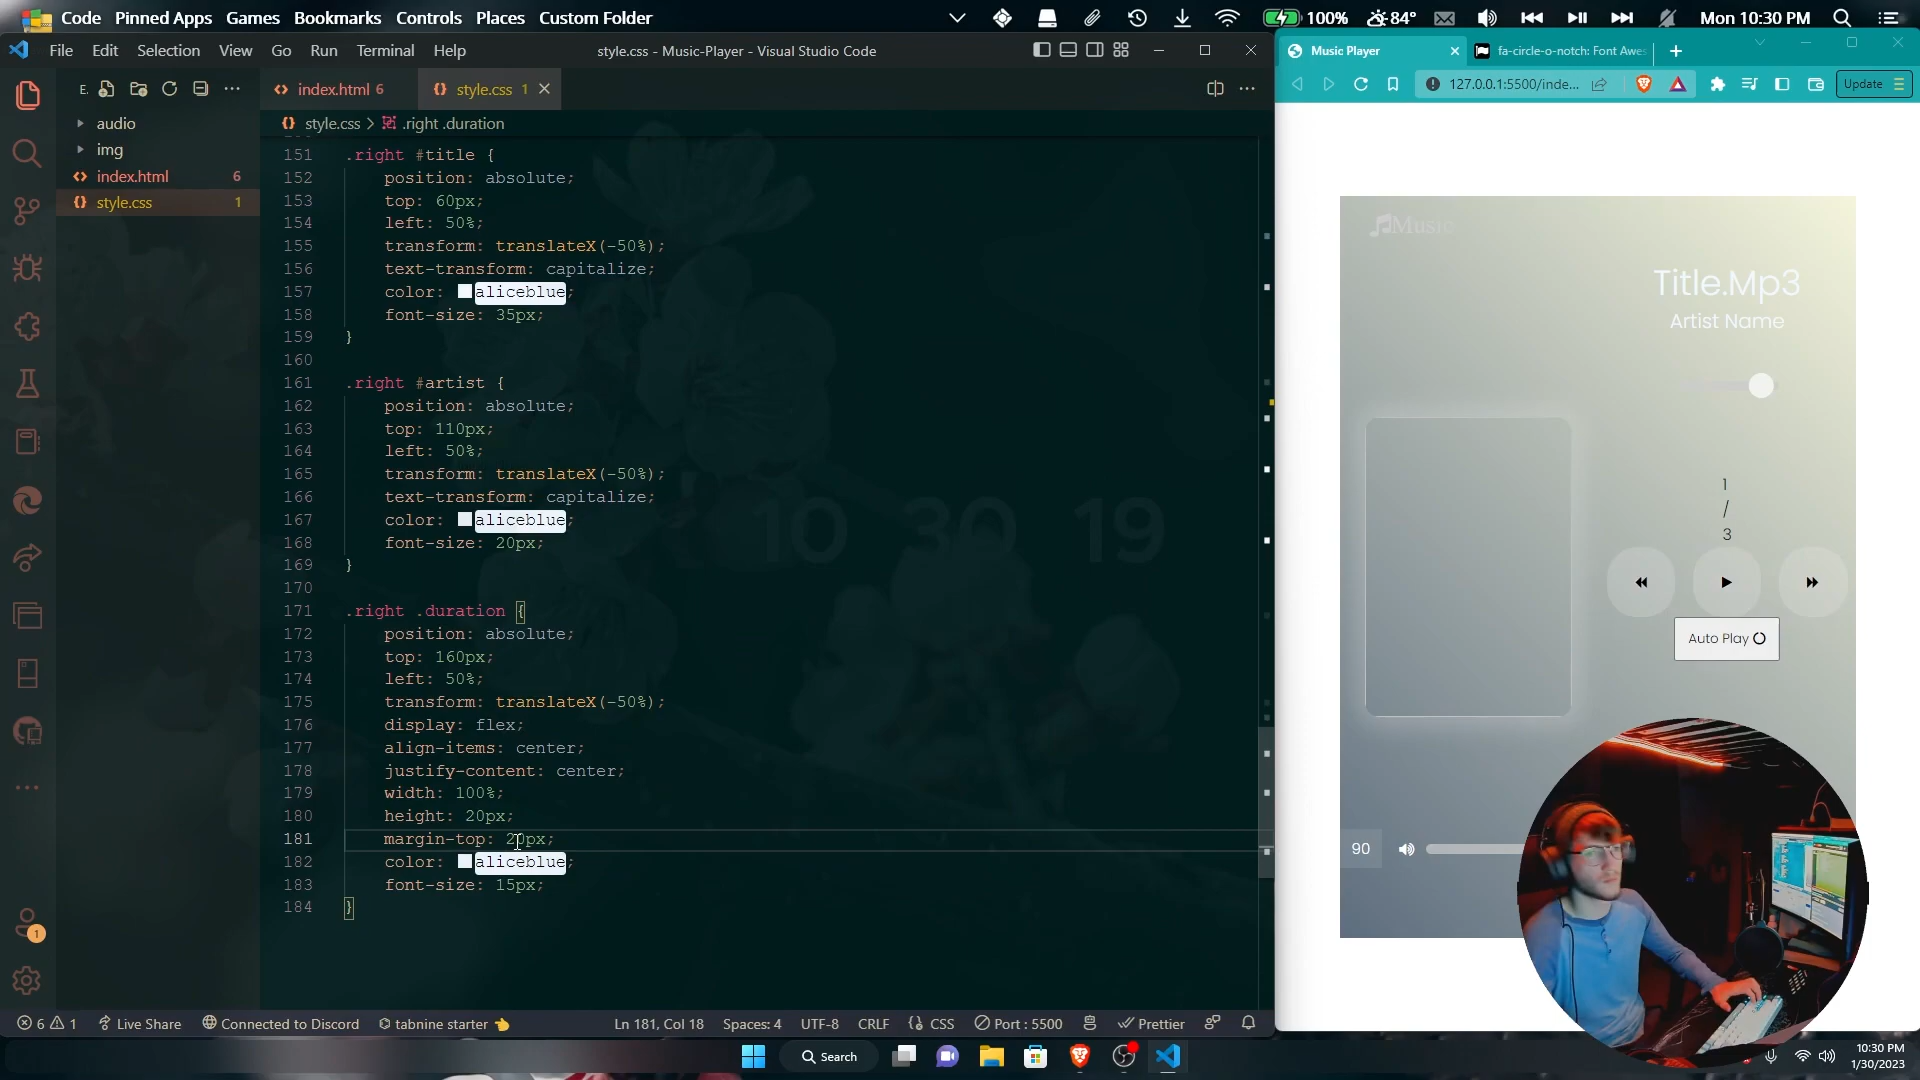 Code Pinned Apps Games Bookmarks Controls Places Custom Folder
100% 84° Mon 10:30 PM
File Edit Selection View Go Run Terminal Help
style.css - Music-Player - Visual Studio Code
Music Player
fa-circle-o-notch: Font Awes
127.0.0.1:5500/inde...
Update
E.
index.html 6
style.css 1
audio
img
index.html 6
style.css 1
style.css > .right .duration
151 .right #title {
152 position: absolute;
153 top: 60px;
154 left: 50%;
155 transform: translateX(-50%);
156 text-transform: capitalize;
157 color: aliceblue;
158 font-size: 35px;
159 }
160
161 .right #artist {
162 position: absolute;
163 top: 110px;
164 left: 50%;
165 transform: translateX(-50%);
166 text-transform: capitalize;
167 color: aliceblue;
168 font-size: 20px;
169 }
170
171 .right .duration {
172 position: absolute;
173 top: 160px;
174 left: 50%;
175 transform: translateX(-50%);
176 display: flex;
177 align-items: center;
178 justify-content: center;
179 width: 100%;
180 height: 20px;
181 margin-top: 20px;
182 color: aliceblue;
183 font-size: 15px;
184 }
10 30 19
Music
Title.Mp3
Artist Name
1
/
3
Auto Play
90
1
6 1 Live Share Connected to Discord tabnine starter
Ln 181, Col 18 Spaces: 4 UTF-8 CRLF {} CSS Port : 5500 Prettier
Search
10:30 PM
1/30/2023